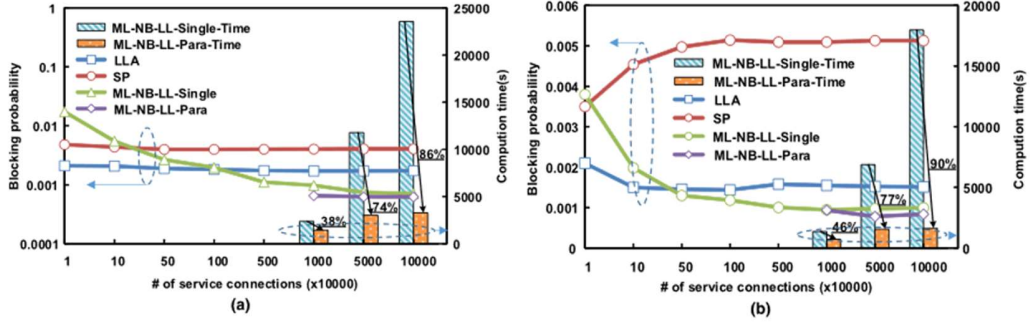 (a)
ML-NB-LL-Single-Time
ML-NB-LL-Para-Time
LLA
SP
ML-NB-LL-Single
ML-NB-LL-Para
Blocking probability
1
0.1
0.01
0.001
0.0001
25000
20000
15000
10000
5000
0
Compution time(s)
38%
74%
86%
1 10 50 100 500 1000 5000 10000
# of service connections (x10000)
(a)
(b)
ML-NB-LL-Single-Time
ML-NB-LL-Para-Time
LLA
SP
ML-NB-LL-Single
ML-NB-LL-Para
Blocking probability
0.006
0.005
0.004
0.003
0.002
0.001
0
20000
15000
10000
5000
0
Compution time(s)
46%
77%
90%
1 10 50 100 500 1000 5000 10000
# of service connections (x10000)
(b)